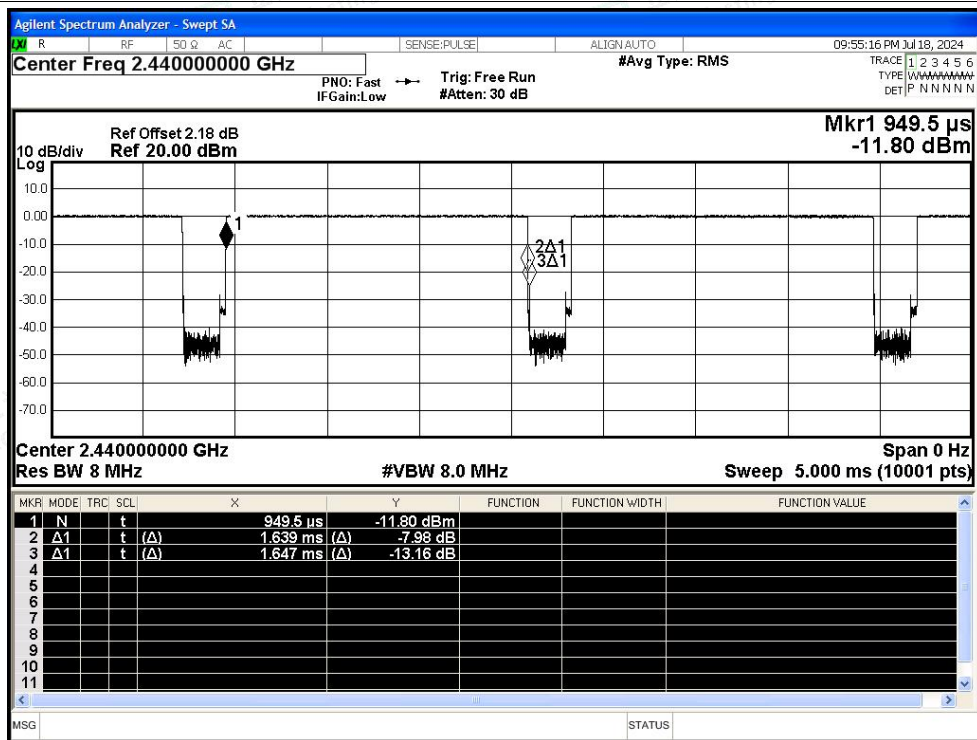 Agilent Spectrum Analyzer - Swept SA
LXI R RF 50 Ω AC SENSE:PULSE ALIGN AUTO 09:55:16 PM Jul 18, 2024
Center Freq 2.440000000 GHz #Avg Type: RMS TRACE 1 2 3 4 5 6
PNO: Fast Trig: Free Run TYPE WWWWWW
IFGain:Low #Atten: 30 dB DET P N N N N N
Mkr1 949.5 µs
-11.80 dBm
Ref Offset 2.18 dB
10 dB/div Ref 20.00 dBm
Log
10.0
0.00
1
-10.0
2Δ1
3Δ1
-20.0
-30.0
-40.0
-50.0
-60.0
-70.0
Center 2.440000000 GHz Span 0 Hz
Res BW 8 MHz #VBW 8.0 MHz Sweep 5.000 ms (10001 pts)
MKR MODE TRC SCL X Y FUNCTION FUNCTION WIDTH FUNCTION VALUE
1 N t 949.5 µs -11.80 dBm
2 Δ1 t (Δ) 1.639 ms (Δ) -7.98 dB
3 Δ1 t (Δ) 1.647 ms (Δ) -13.16 dB
4
5
6
7
8
9
10
11
MSG STATUS